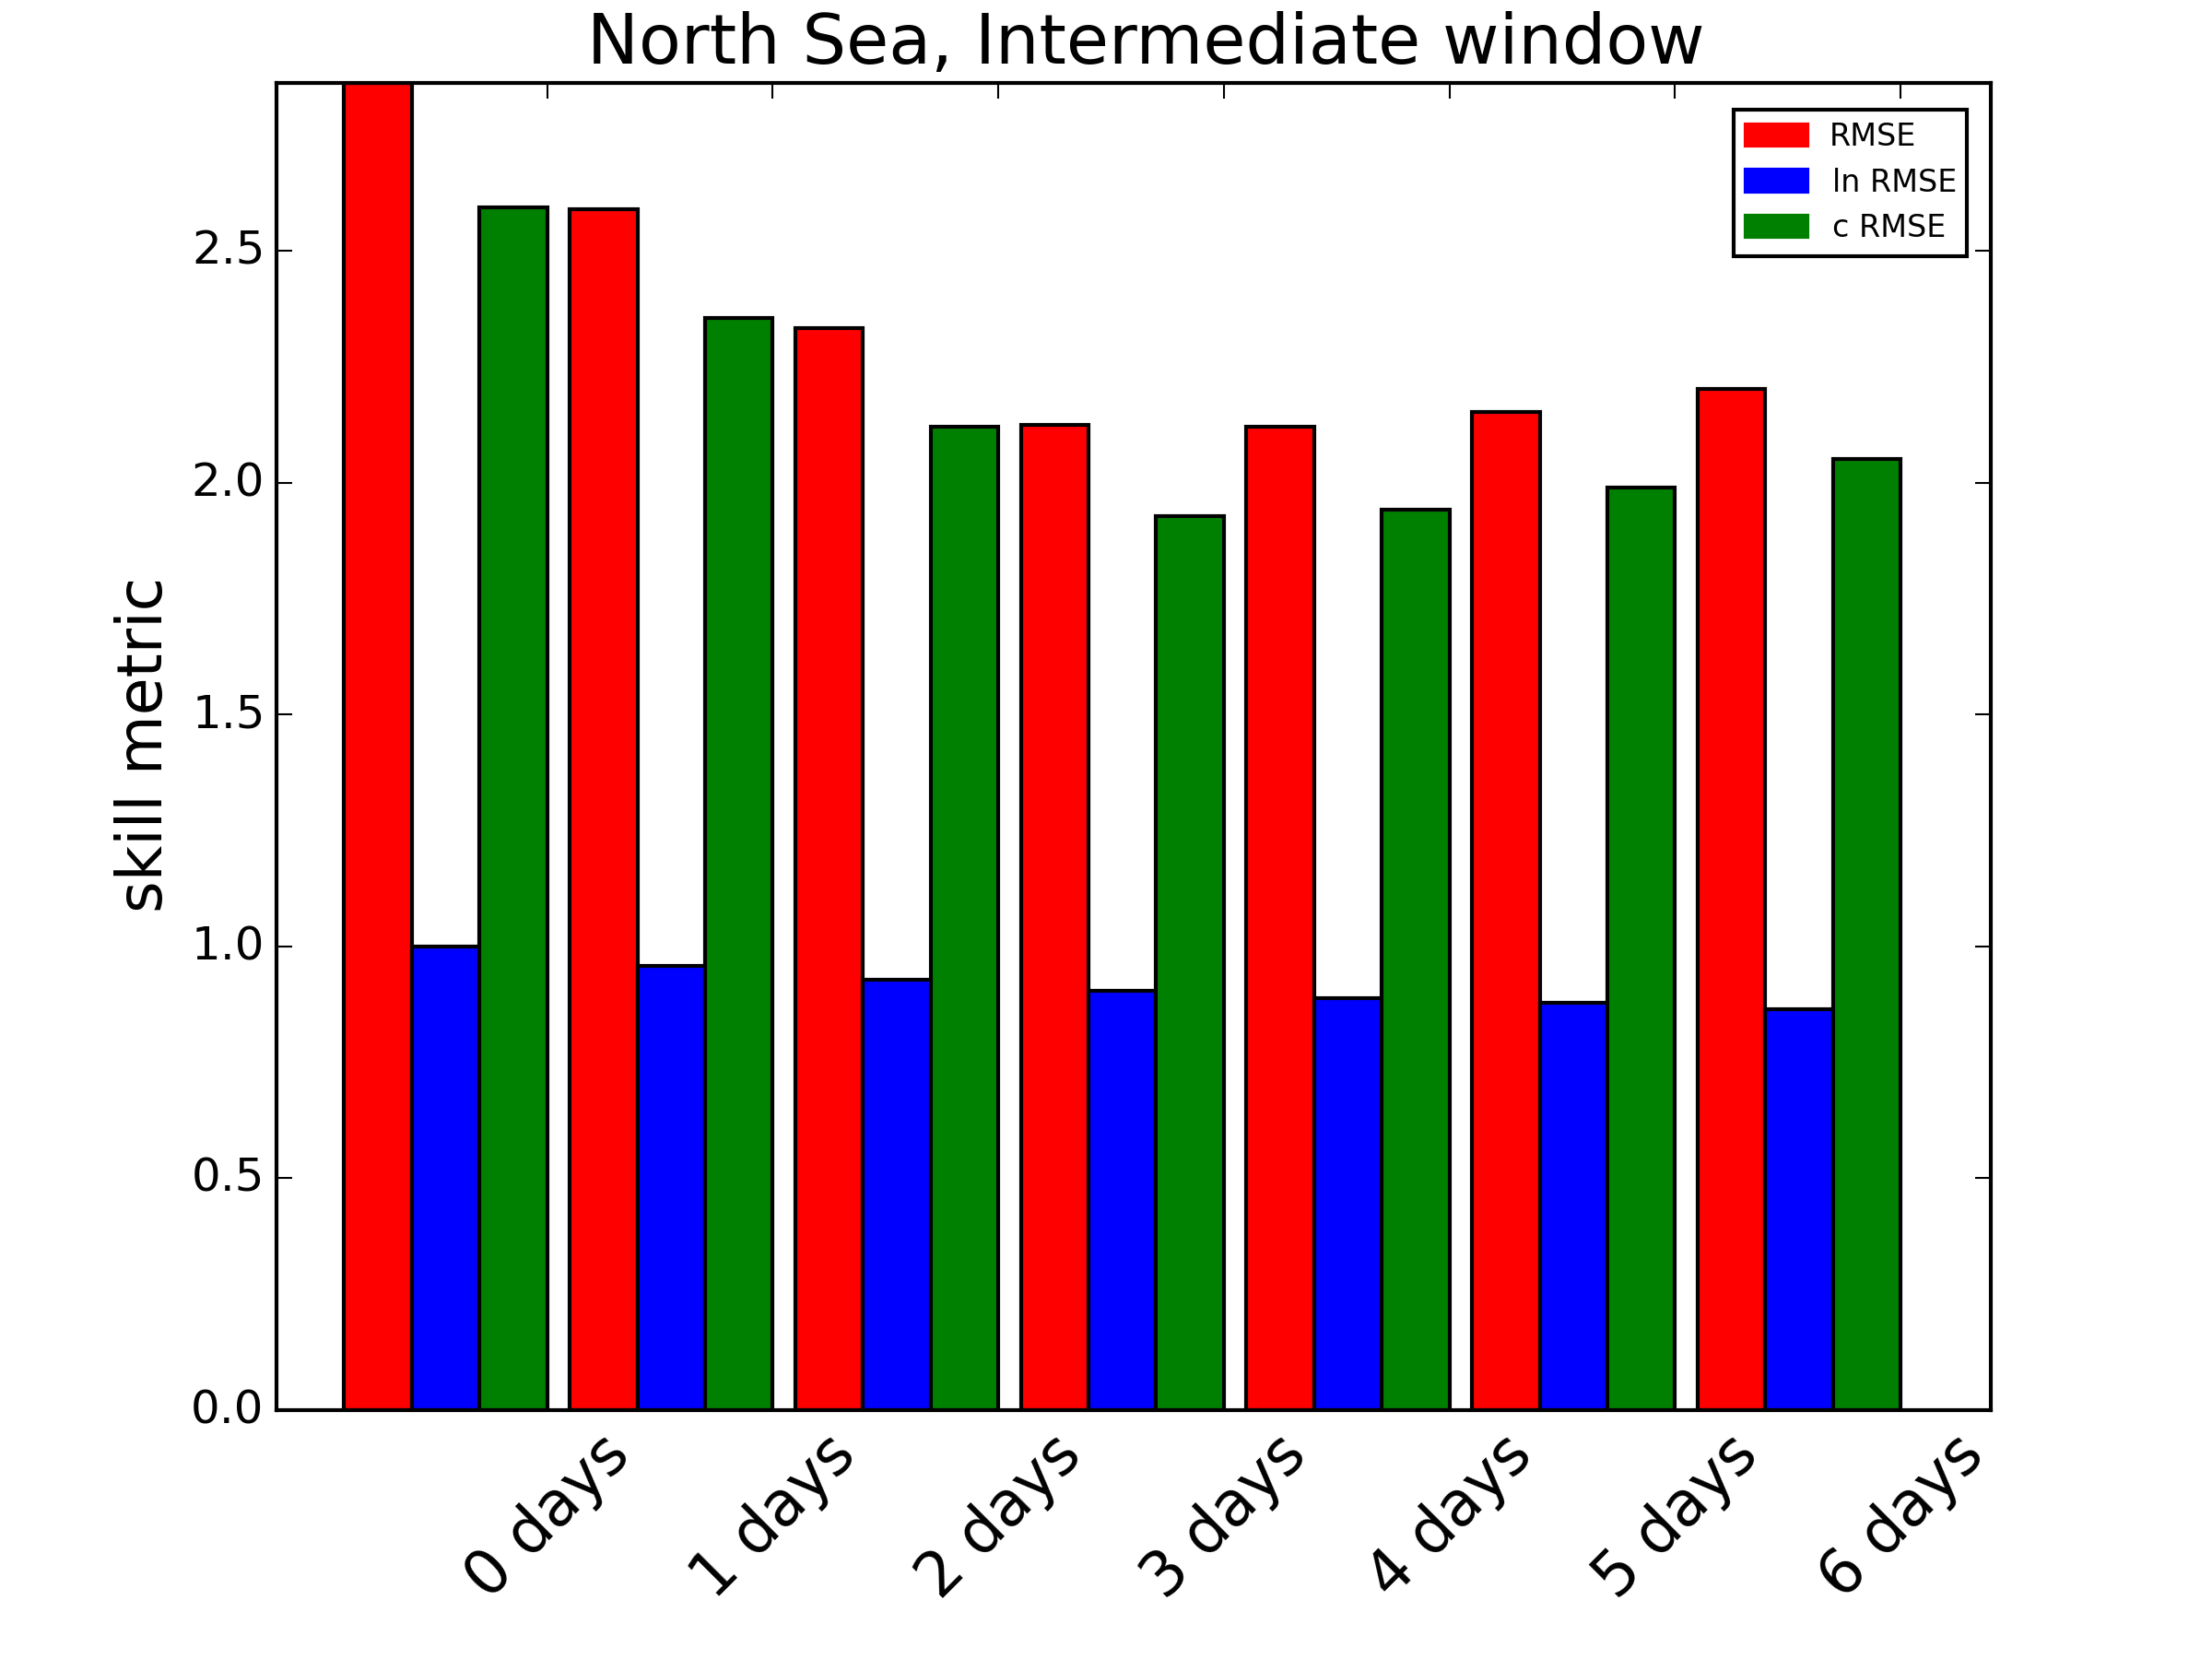 North Sea, Intermediate window
RMSE
ln RMSE
c RMSE
skill metric
2.5
2.0
1.5
1.0
0.5
0.0
0 days
1 days
2 days
3 days
4 days
5 days
6 days